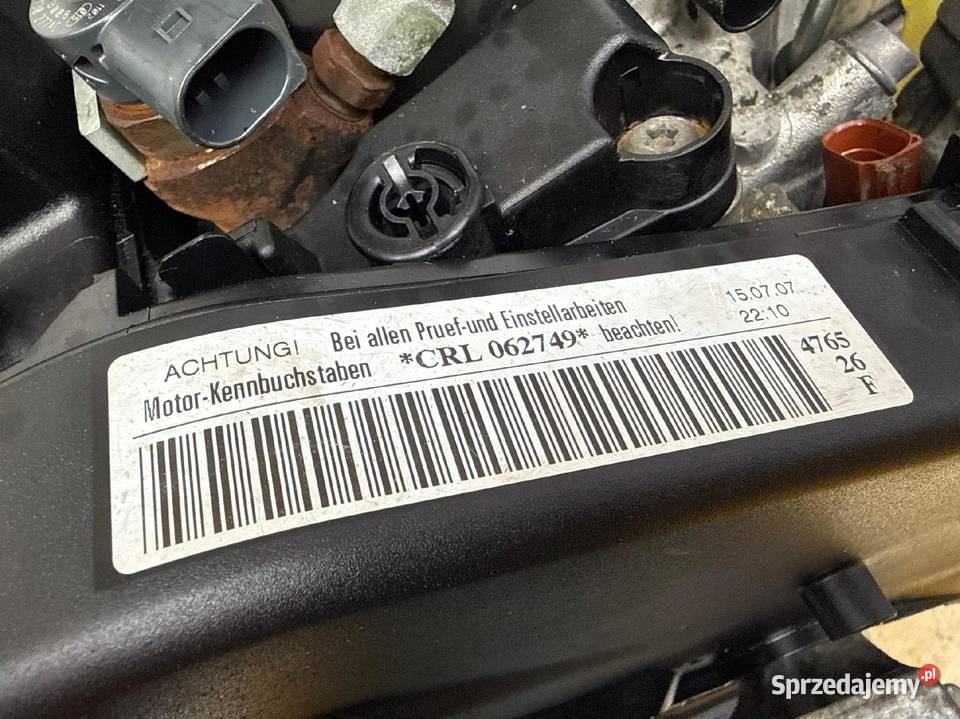 ACHTUNG! Bei allen Pruef-und Einstellarbeiten 15.07.07
Motor-Kennbuchstaben *CRL 062749* beachten! 22:10
4765
26
F
Sprzedajemy.pl